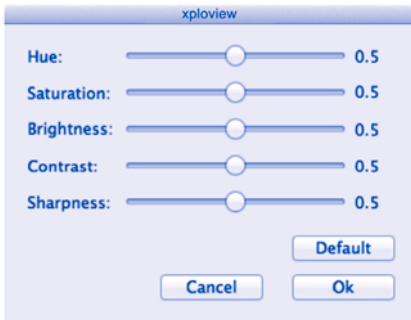 xploview
Hue: 0.5
Saturation: 0.5
Brightness: 0.5
Contrast: 0.5
Sharpness: 0.5
Default
Cancel Ok